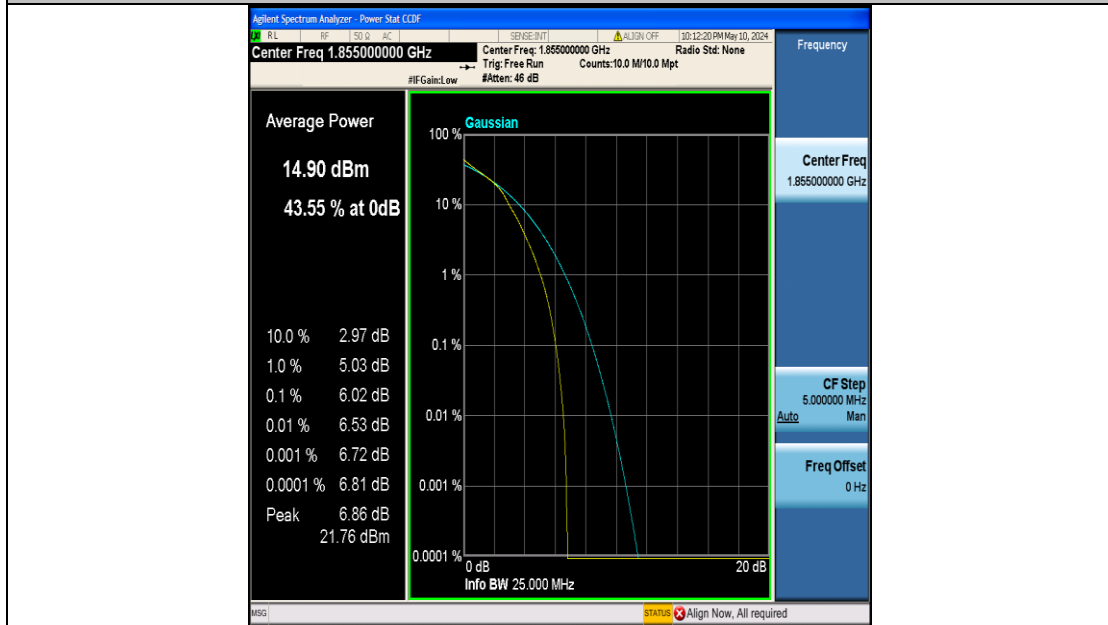 Agilent Spectrum Analyzer - Power Stat CCDF
RL RF 50 Ω AC SENSE:INT ALIGN OFF 10:12:20 PM May 10, 2024
Center Freq 1.855000000 GHz
Center Freq: 1.855000000 GHz Radio Std: None
Trig: Free Run Counts:10.0 M/10.0 Mpt
#IFGain:Low #Atten: 46 dB
Frequency
Average Power
14.90 dBm
43.55 % at 0dB
10.0 % 2.97 dB
1.0 % 5.03 dB
0.1 % 6.02 dB
0.01 % 6.53 dB
0.001 % 6.72 dB
0.0001 % 6.81 dB
Peak 6.86 dB
21.76 dBm
Gaussian
100 %
10 %
1 %
0.1 %
0.01 %
0.001 %
0.0001 %
0 dB 20 dB
Info BW 25.000 MHz
Center Freq
1.855000000 GHz
CF Step
5.000000 MHz
Auto Man
Freq Offset
0 Hz
MSG STATUS Align Now, All required